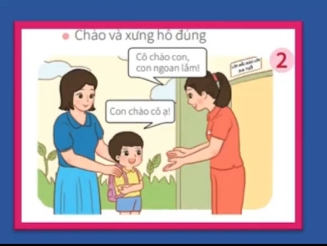 Chào và xưng hô đúng
2
Cô chào con,
con ngoan lắm!
Con chào cô ạ!